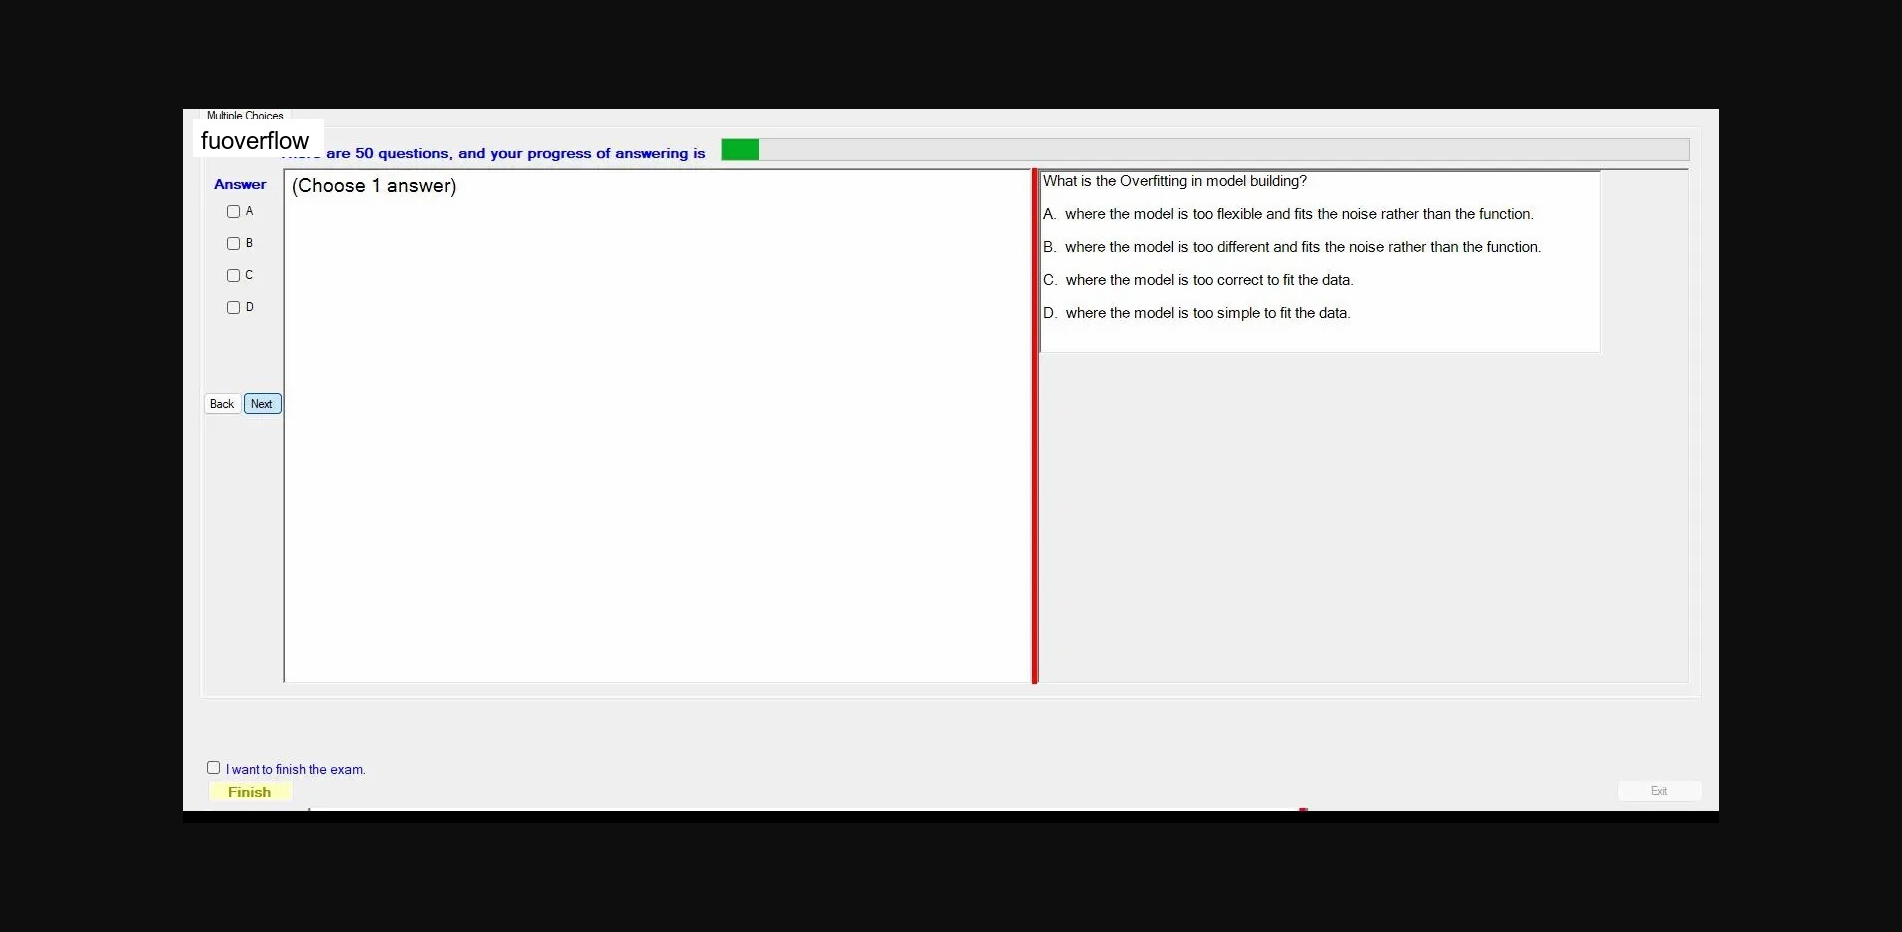 Multiple Choices
fuoverflow
are 50 questions, and your progress of answering is
Answer
(Choose 1 answer)
A
B
C
D
Back
Next
What is the Overfitting in model building?
A. where the model is too flexible and fits the noise rather than the function.
B. where the model is too different and fits the noise rather than the function.
C. where the model is too correct to fit the data.
D. where the model is too simple to fit the data.
I want to finish the exam.
Finish
Exit